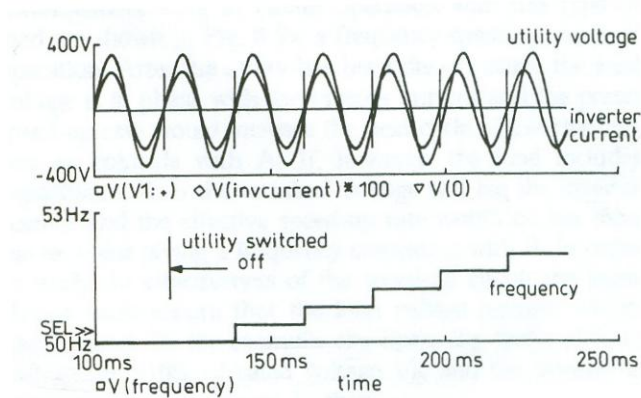 400V
utility voltage
inverter
current
-400V
□ V(V1:+) ◇ V(invcurrent)* 100 ▽ V(0)
53Hz
utility switched
off
frequency
SEL>>
50Hz
100ms 150ms 200ms 250ms
□ V(frequency) time